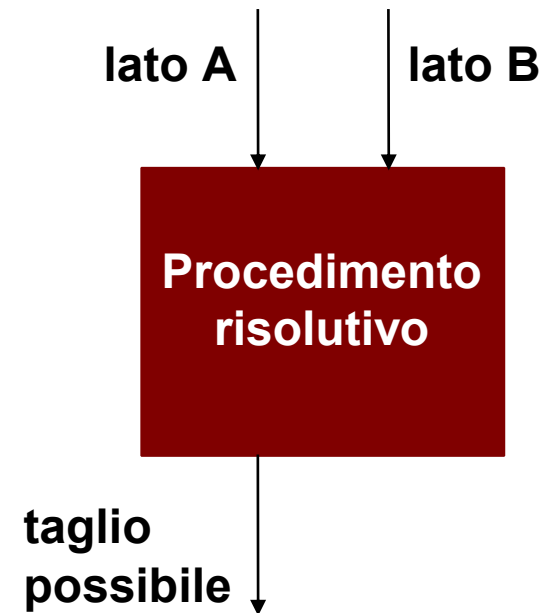 lato A
lato B
Procedimento
risolutivo
taglio
possibile